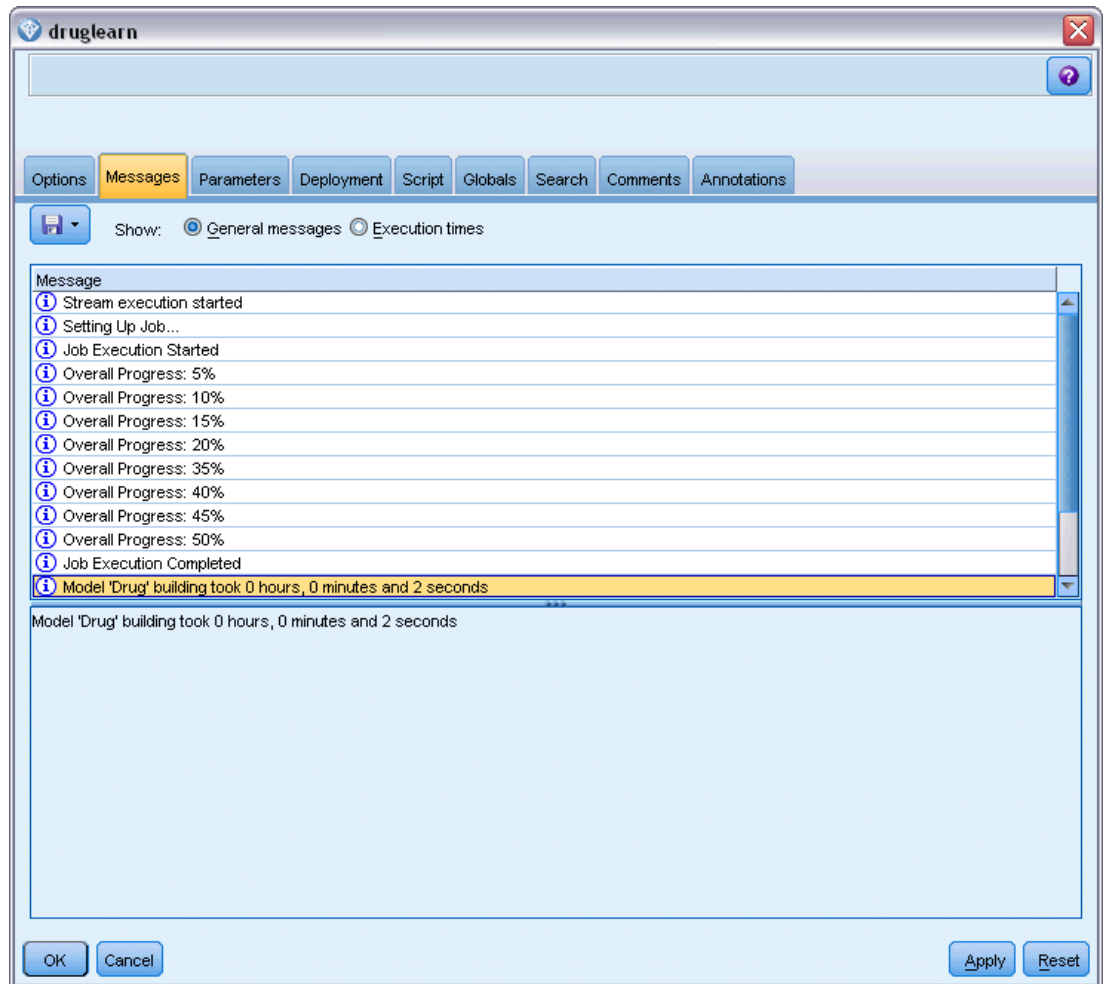 druglearn
Options Messages Parameters Deployment Script Globals Search Comments Annotations
Show: General messages Execution times
Message
Stream execution started
Setting Up Job...
Job Execution Started
Overall Progress: 5%
Overall Progress: 10%
Overall Progress: 15%
Overall Progress: 20%
Overall Progress: 35%
Overall Progress: 40%
Overall Progress: 45%
Overall Progress: 50%
Job Execution Completed
Model 'Drug' building took 0 hours, 0 minutes and 2 seconds
Model 'Drug' building took 0 hours, 0 minutes and 2 seconds
OK Cancel Apply Reset